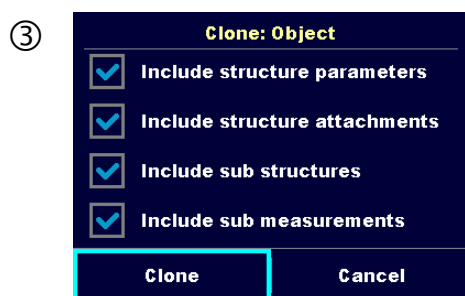 ③
Clone: Object
Include structure parameters
Include structure attachments
Include sub structures
Include sub measurements
Clone Cancel